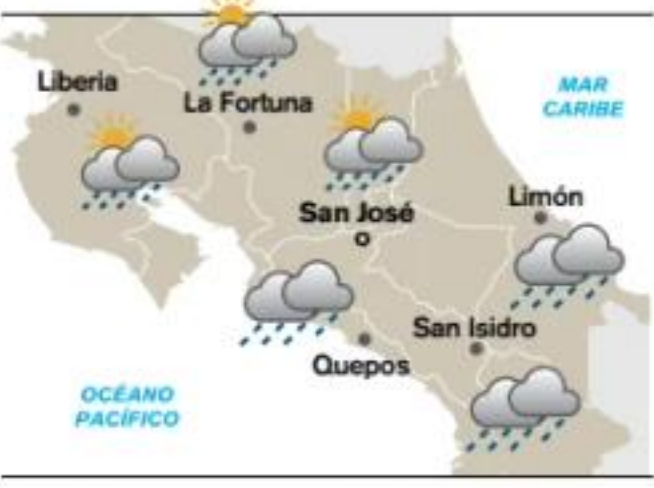 Liberia
La Fortuna
MAR
CARIBE
San José
Limón
San Isidro
Quepos
OCÉANO
PACÍFICO